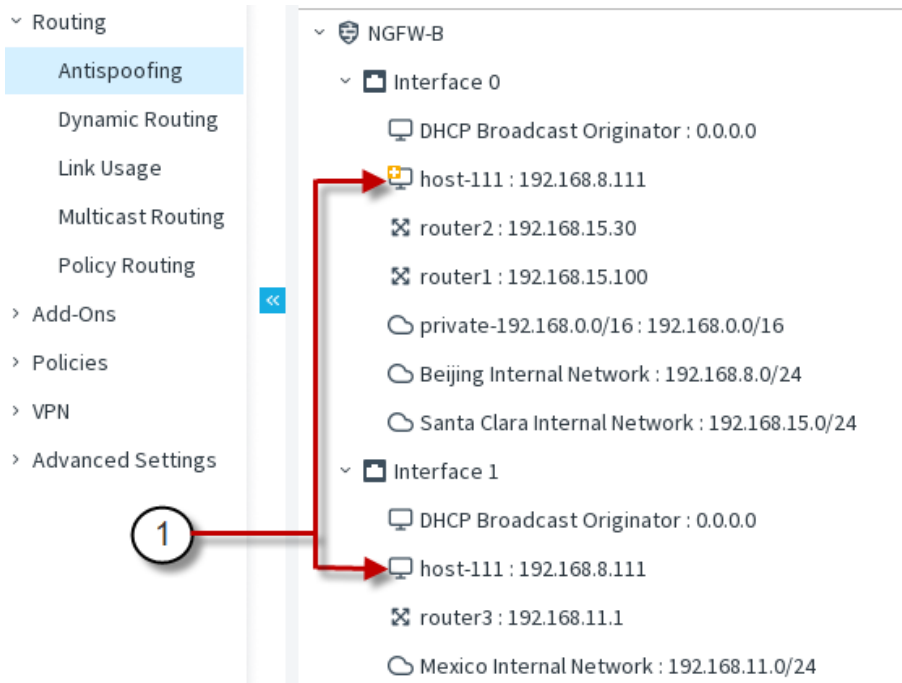 Routing
Antispoofing
Dynamic Routing
Link Usage
Multicast Routing
Policy Routing
Add-Ons
Policies
VPN
Advanced Settings
1
NGFW-B
Interface 0
DHCP Broadcast Originator : 0.0.0.0
host-111 : 192.168.8.111
router2 : 192.168.15.30
router1 : 192.168.15.100
private-192.168.0.0/16 : 192.168.0.0/16
Beijing Internal Network : 192.168.8.0/24
Santa Clara Internal Network : 192.168.15.0/24
Interface 1
DHCP Broadcast Originator : 0.0.0.0
host-111 : 192.168.8.111
router3 : 192.168.11.1
Mexico Internal Network : 192.168.11.0/24